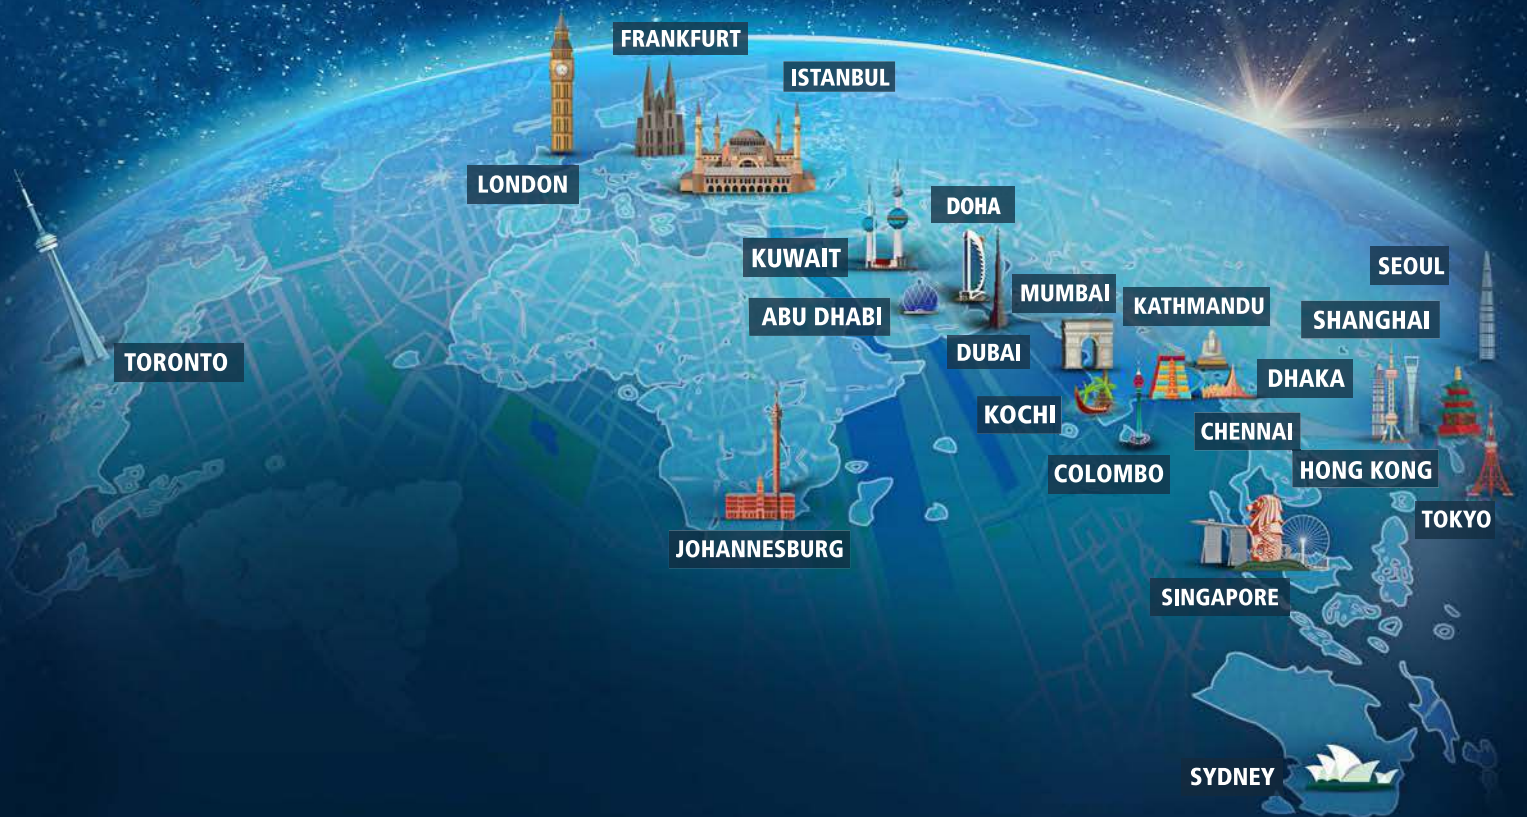 FRANKFURT
ISTANBUL
LONDON
DOHA
KUWAIT
SEOUL
MUMBAI
KATHMANDU
ABU DHABI
SHANGHAI
DUBAI
TORONTO
DHAKA
KOCHI
CHENNAI
COLOMBO
HONG KONG
TOKYO
JOHANNESBURG
SINGAPORE
SYDNEY